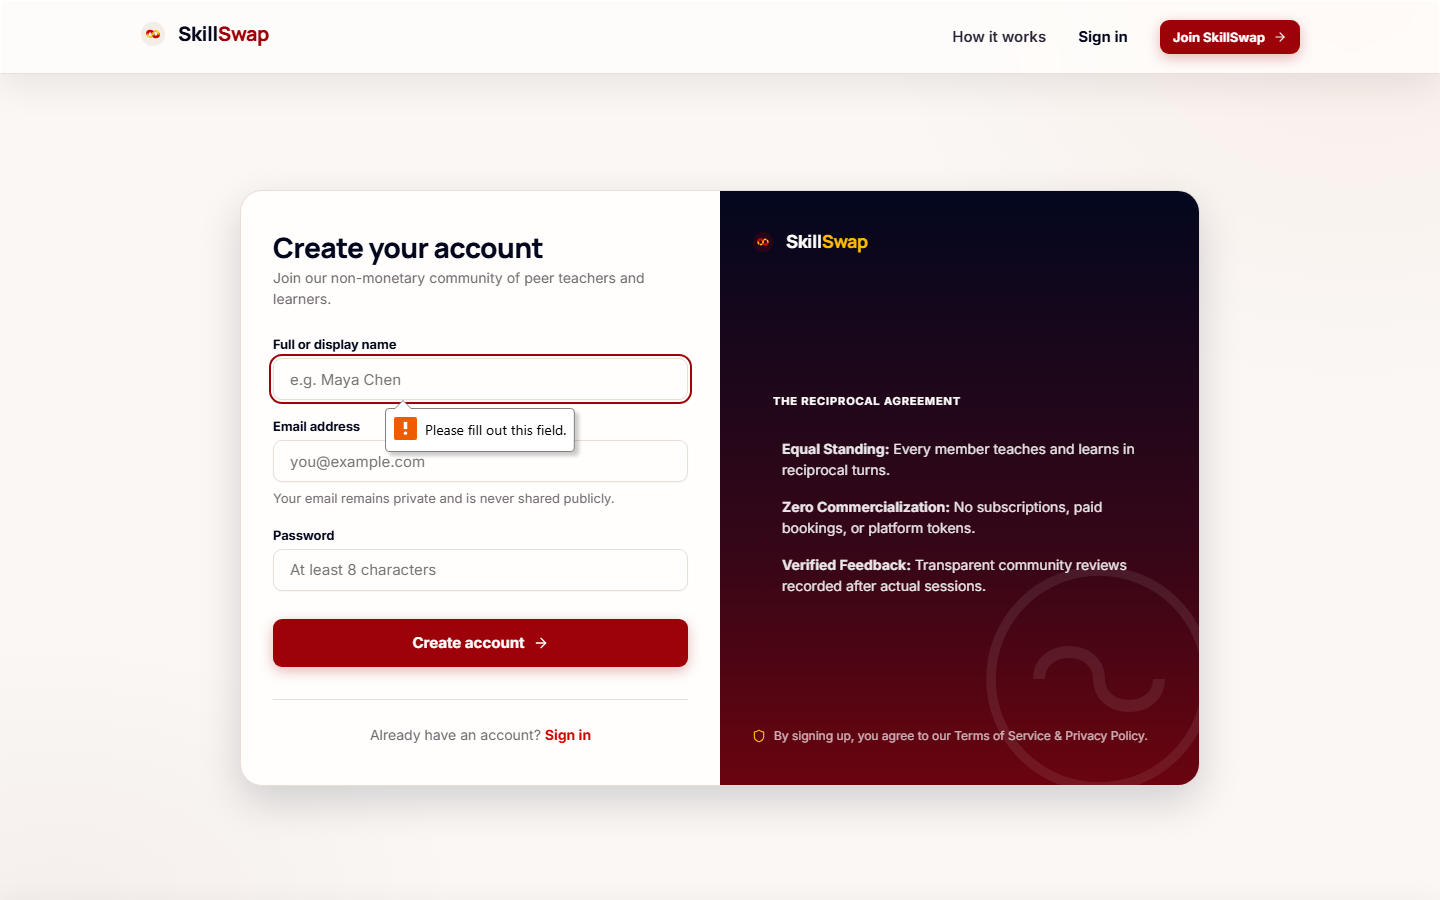 SkillSwap
How it works
Sign in
Join SkillSwap
Create your account
Join our non-monetary community of peer teachers and
learners.
Full or display name
e.g. Maya Chen
Please fill out this field.
Email address
you@example.com
Your email remains private and is never shared publicly.
Password
At least 8 characters
Create account
Already have an account? Sign in
SkillSwap
THE RECIPROCAL AGREEMENT
Equal Standing: Every member teaches and learns in
reciprocal turns.
Zero Commercialization: No subscriptions, paid
bookings, or platform tokens.
Verified Feedback: Transparent community reviews
recorded after actual sessions.
By signing up, you agree to our Terms of Service & Privacy Policy.